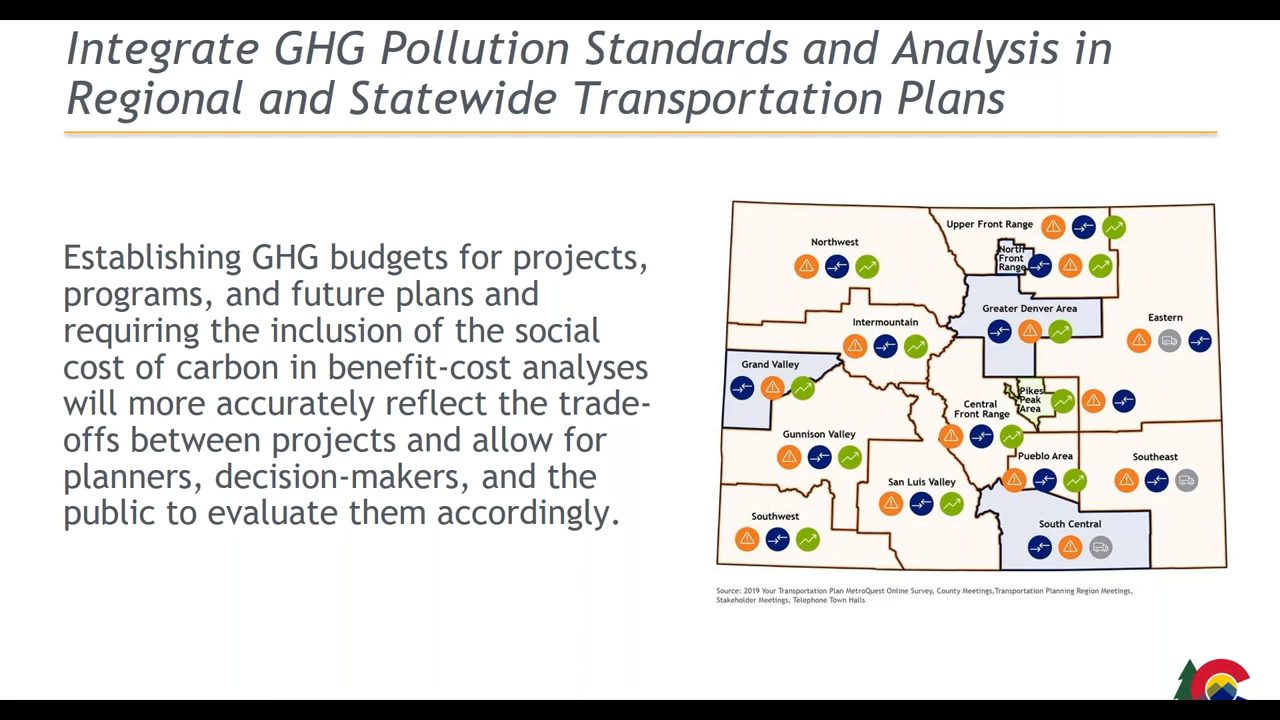 Integrate GHG Pollution Standards and Analysis in
Regional and Statewide Transportation Plans
Establishing GHG budgets for projects,
programs, and future plans and
requiring the inclusion of the social
cost of carbon in benefit-cost analyses
will more accurately reflect the trade-
offs between projects and allow for
planners, decision-makers, and the
public to evaluate them accordingly.
Upper Front Range
Northwest
North
Front
Range
Greater Denver Area
Eastern
Intermountain
Grand Valley
Pikes
Peak
Area
Central
Front Range
Gunnison Valley
Pueblo Area
Southeast
San Luis Valley
Southwest
South Central
Source: 2019 Your Transportation Plan MetroQuest Online Survey, County Meetings,Transportation Planning Region Meetings,
Stakeholder Meetings, Telephone Town Halls